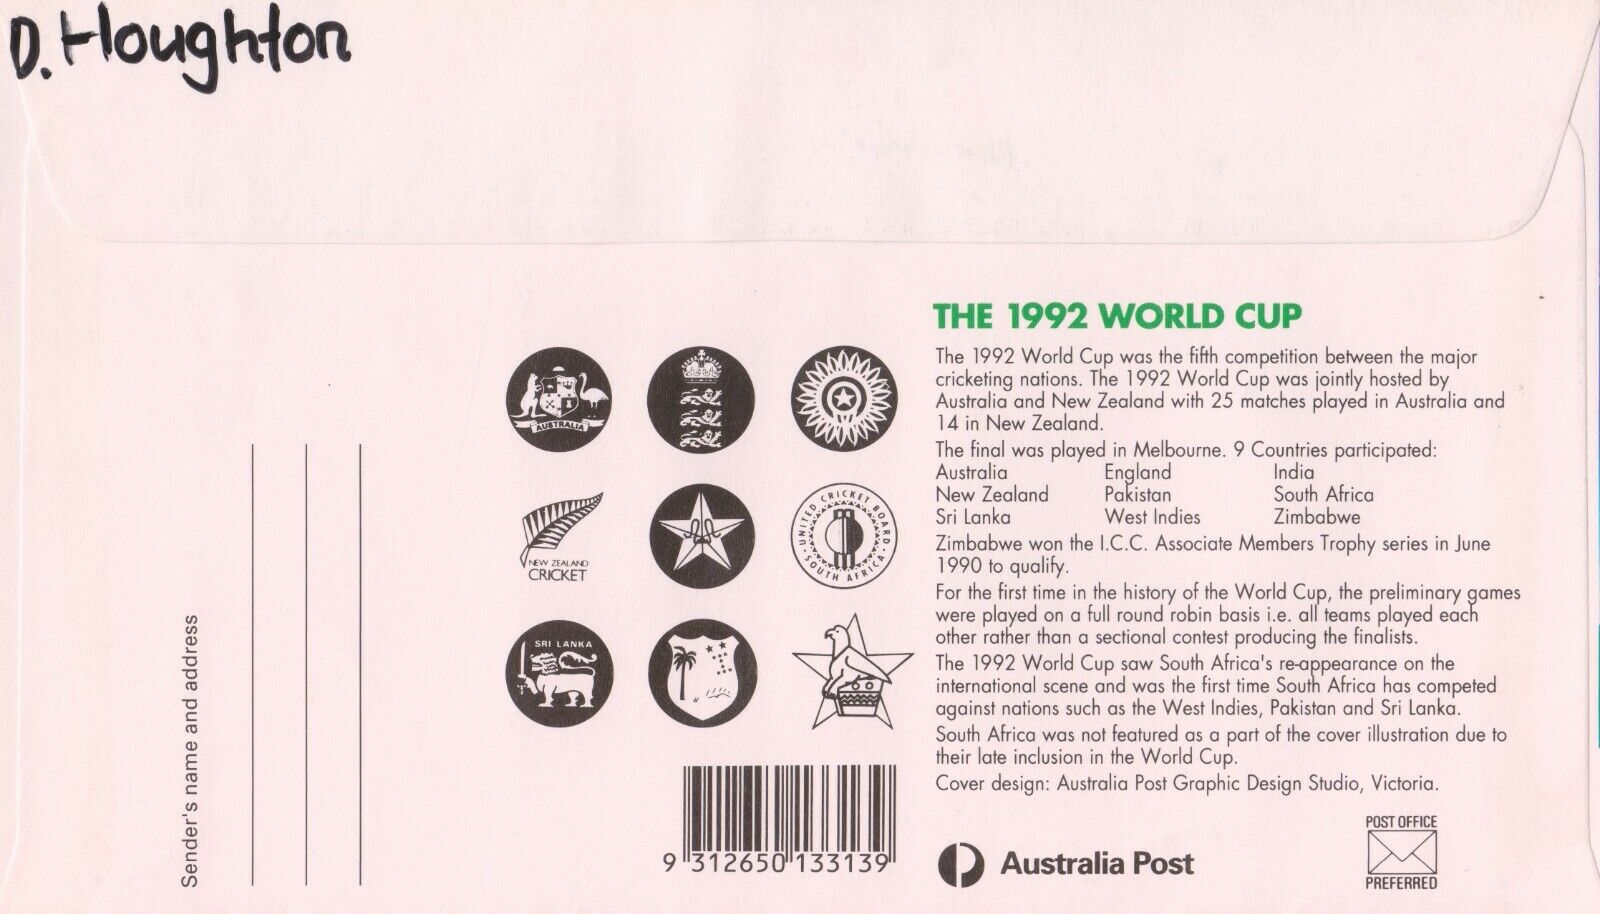 D. Houghton
THE 1992 WORLD CUP
The 1992 World Cup was the fifth competition between the major
cricketing nations. The 1992 World Cup was jointly hosted by
Australia and New Zealand with 25 matches played in Australia and
14 in New Zealand.
The final was played in Melbourne. 9 Countries participated:
Australia England India
New Zealand Pakistan South Africa
Sri Lanka West Indies Zimbabwe
Zimbabwe won the I.C.C. Associate Members Trophy series in June
1990 to qualify.
For the first time in the history of the World Cup, the preliminary games
were played on a full round robin basis i.e. all teams played each
other rather than a sectional contest producing the finalists.
The 1992 World Cup saw South Africa's re-appearance on the
international scene and was the first time South Africa has competed
against nations such as the West Indies, Pakistan and Sri Lanka.
South Africa was not featured as a part of the cover illustration due to
their late inclusion in the World Cup.
Cover design: Australia Post Graphic Design Studio, Victoria.
AUSTRALIA
NEW ZEALAND
CRICKET
UNITED CRICKET BOARD
SOUTH AFRICA
SRI LANKA
Sender's name and address
9 312650 133139
Australia Post
POST OFFICE
PREFERRED